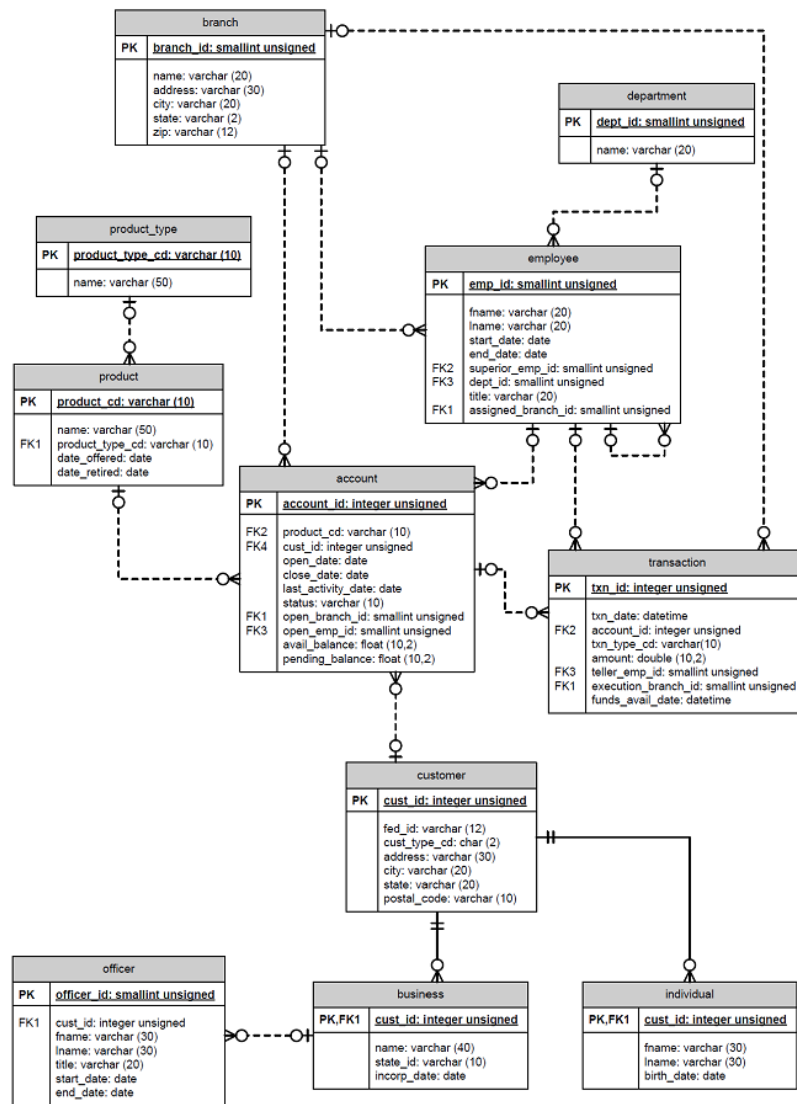 branch
PK branch_id: smallint unsigned
name: varchar (20)
address: varchar (30)
city: varchar (20)
state: varchar (2)
zip: varchar (12)
department
PK dept_id: smallint unsigned
name: varchar (20)
product_type
PK product_type_cd: varchar (10)
name: varchar (50)
employee
PK emp_id: smallint unsigned
fname: varchar (20)
lname: varchar (20)
start_date: date
end_date: date
FK2 superior_emp_id: smallint unsigned
FK3 dept_id: smallint unsigned
title: varchar (20)
FK1 assigned_branch_id: smallint unsigned
product
PK product_cd: varchar (10)
name: varchar (50)
FK1 product_type_cd: varchar (10)
date_offered: date
date_retired: date
account
PK account_id: integer unsigned
FK2 product_cd: varchar (10)
FK4 cust_id: integer unsigned
open_date: date
close_date: date
last_activity_date: date
status: varchar (10)
FK1 open_branch_id: smallint unsigned
FK3 open_emp_id: smallint unsigned
avail_balance: float (10,2)
pending_balance: float (10,2)
transaction
PK txn_id: integer unsigned
txn_date: datetime
FK2 account_id: integer unsigned
txn_type_cd: varchar(10)
amount: double (10,2)
FK3 teller_emp_id: smallint unsigned
FK1 execution_branch_id: smallint unsigned
funds_avail_date: datetime
customer
PK cust_id: integer unsigned
fed_id: varchar (12)
cust_type_cd: char (2)
address: varchar (30)
city: varchar (20)
state: varchar (20)
postal_code: varchar (10)
officer
PK officer_id: smallint unsigned
FK1 cust_id: integer unsigned
fname: varchar (30)
lname: varchar (30)
title: varchar (20)
start_date: date
end_date: date
business
PK,FK1 cust_id: integer unsigned
name: varchar (40)
state_id: varchar (10)
incorp_date: date
individual
PK,FK1 cust_id: integer unsigned
fname: varchar (30)
lname: varchar (30)
birth_date: date